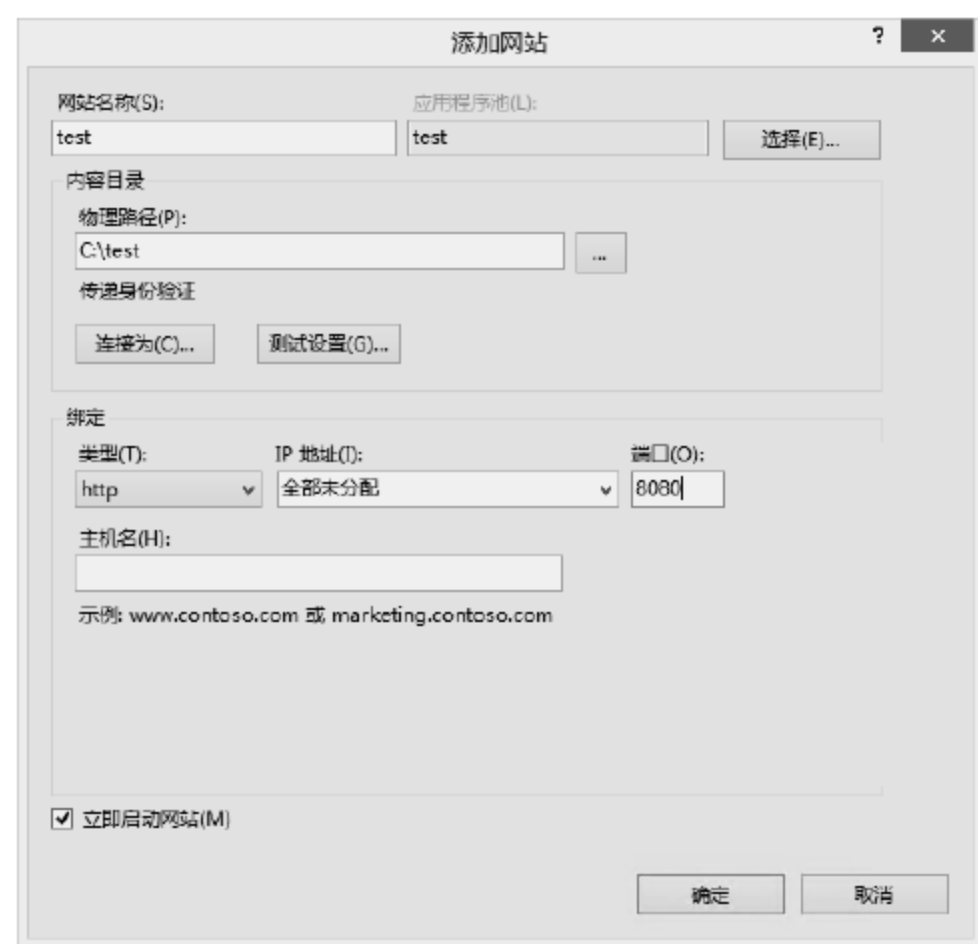 添加网站
?
×
网站名称(S):
应用程序池(L):
test
test
选择(E)...
内容目录
物理路径(P):
C:\test
...
传递身份验证
连接为(C)...
测试设置(G)...
绑定
类型(T):
IP 地址(I):
端口(O):
http
全部未分配
8080
主机名(H):
示例: www.contoso.com 或 marketing.contoso.com
立即启动网站(M)
确定
取消